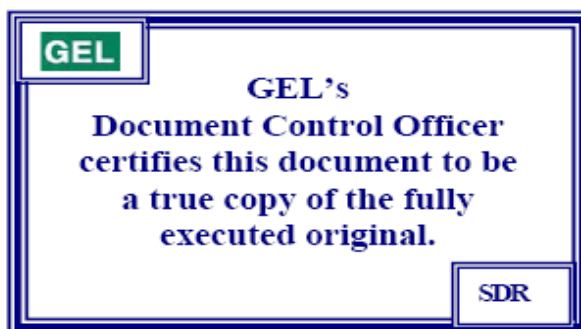 GEL
GEL's
Document Control Officer
certifies this document to be
a true copy of the fully
executed original.
SDR